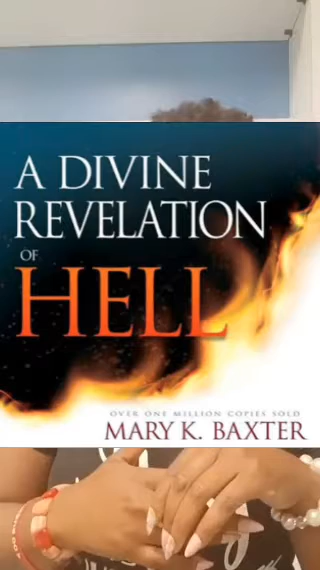 A DIVINE
REVELATION
OF
HELL
OVER ONE MILLION COPIES SOLD
MARY K. BAXTER